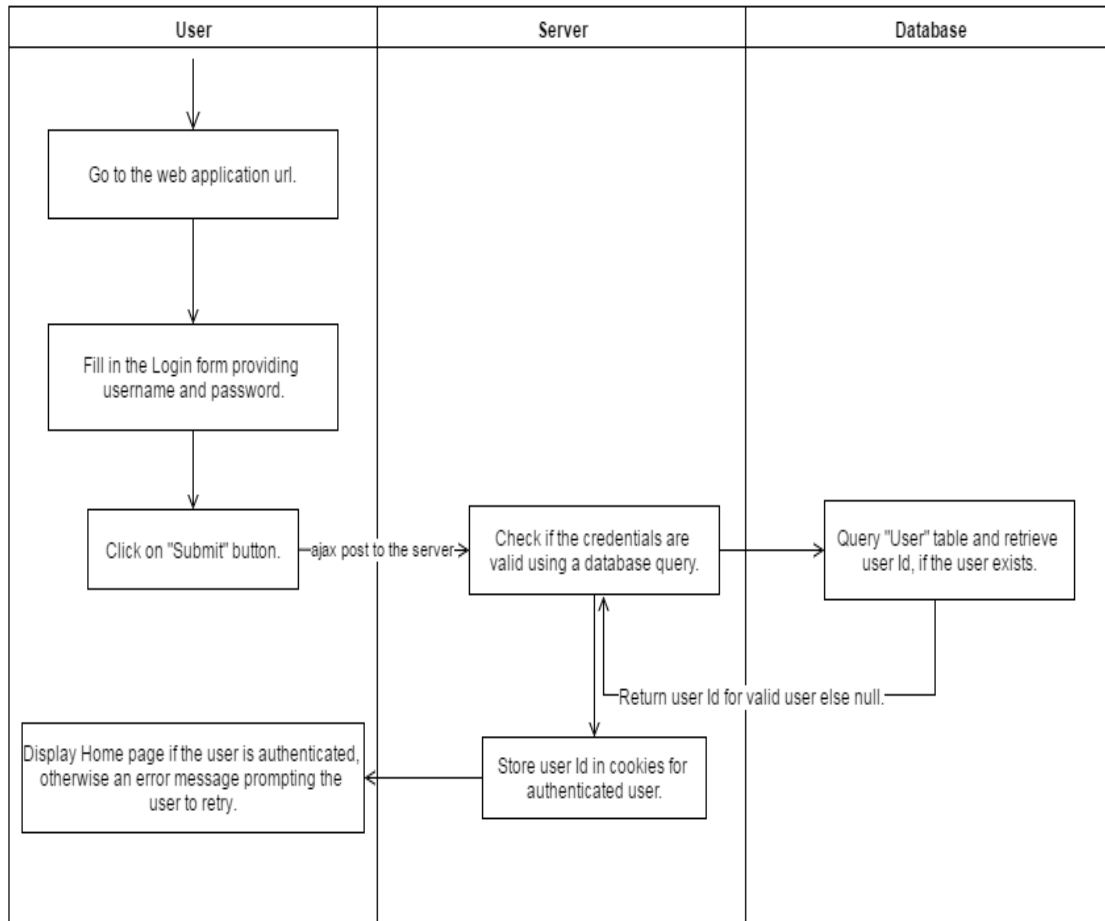 User
Server
Database
Go to the web application url.
Fill in the Login form providing
username and password.
Click on "Submit" button.
ajax post to the server
Check if the credentials are
valid using a database query.
Query "User" table and retrieve
user Id, if the user exists.
Return user Id for valid user else null.
Display Home page if the user is authenticated,
otherwise an error message prompting the
user to retry.
Store user Id in cookies for
authenticated user.